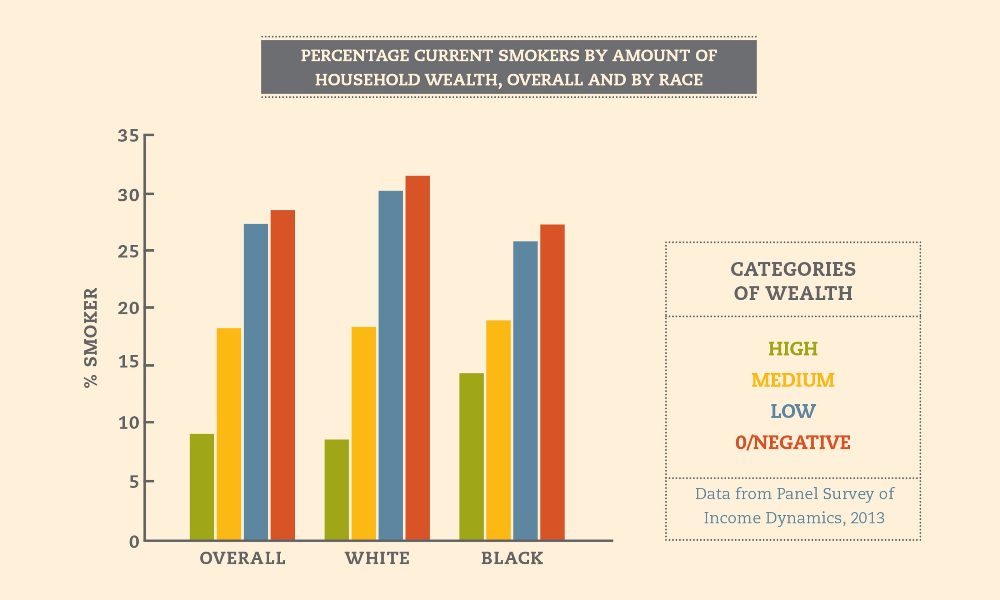 PERCENTAGE CURRENT SMOKERS BY AMOUNT OF
HOUSEHOLD WEALTH, OVERALL AND BY RACE
35
30
25
20
15
10
5
0
% SMOKER
OVERALL
WHITE
BLACK
CATEGORIES
OF WEALTH
HIGH
MEDIUM
LOW
0/NEGATIVE
Data from Panel Survey of
Income Dynamics, 2013